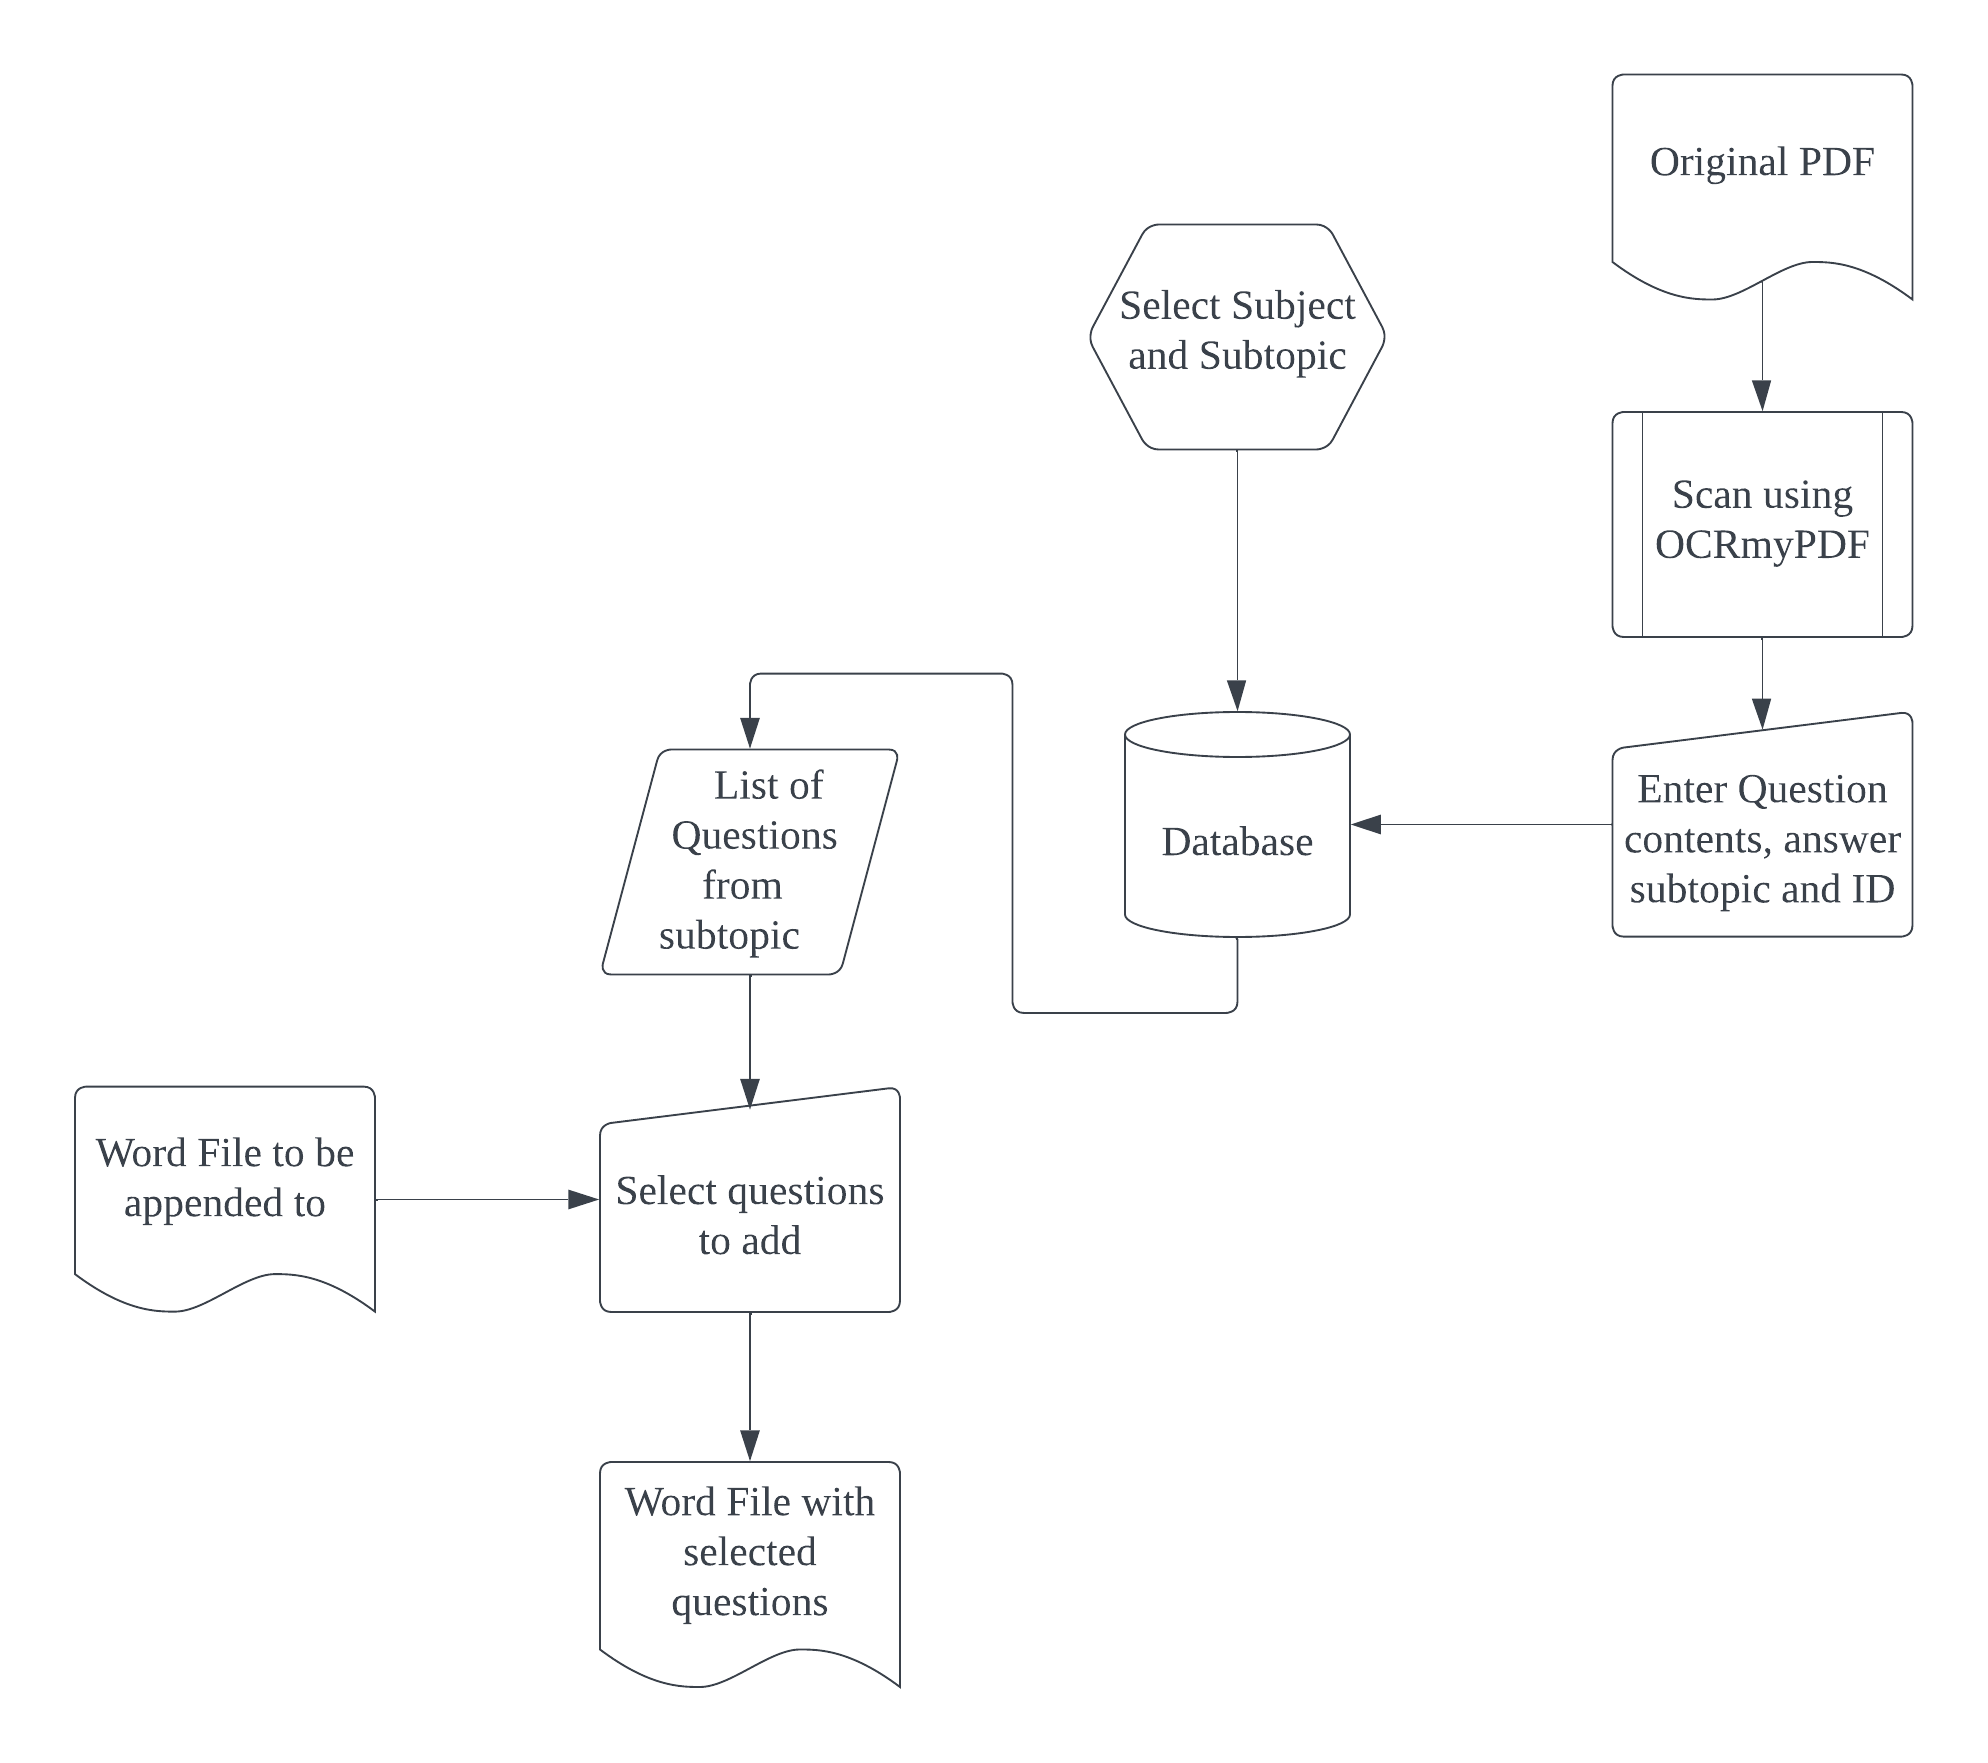 Original PDF
Select Subject
and Subtopic
Scan using
OCRmyPDF
List of
Questions
from
subtopic
Database
Enter Question
contents, answer
subtopic and ID
Word File to be
appended to
Select questions
to add
Word File with
selected
questions